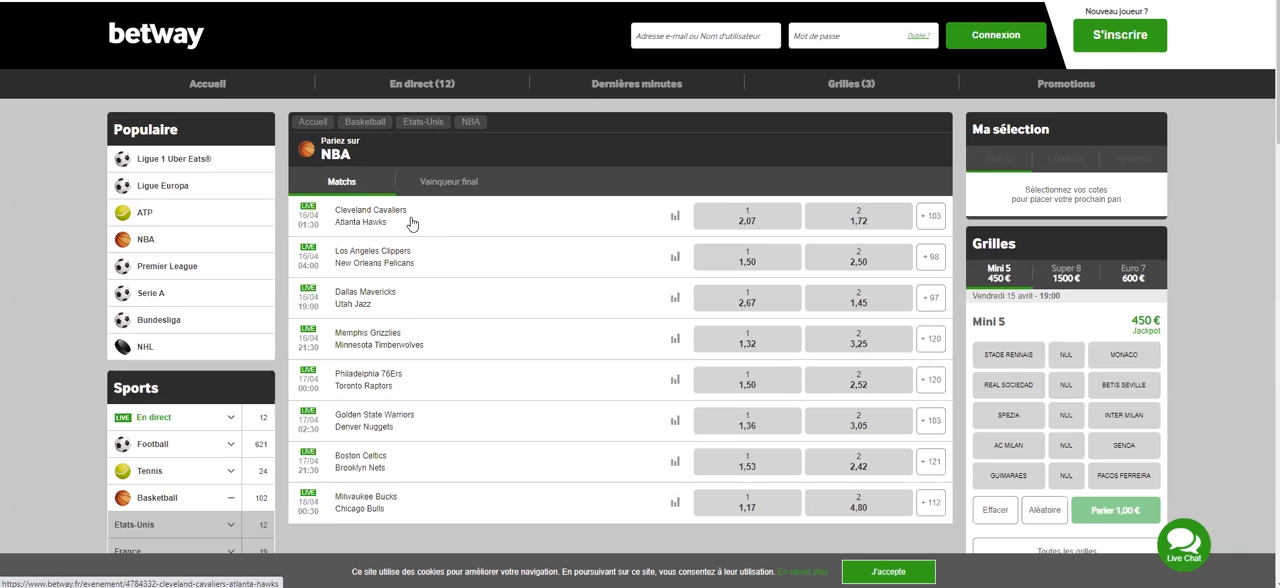 Nouveau joueur ?
betway
Adresse e-mail ou Nom d'utilisateur
Mot de passe
Oublié ?
Connexion
S'inscrire
Accueil
En direct (12)
Dernières minutes
Grilles (3)
Promotions
Populaire
Ligue 1 Uber Eats®
Ligue Europa
ATP
NBA
Premier League
Serie A
Bundesliga
NHL
Sports
LIVE En direct 12
Football 621
Tennis 24
Basketball 102
Etats-Unis 12
France 19
Accueil Basketball Etats-Unis NBA
Pariez sur
NBA
Matchs Vainqueur final
LIVE
16/04
01:30
Cleveland Cavaliers
Atlanta Hawks
1
2,07
2
1,72
+ 103
LIVE
16/04
04:00
Los Angeles Clippers
New Orleans Pelicans
1
1,50
2
2,50
+ 98
LIVE
16/04
19:00
Dallas Mavericks
Utah Jazz
1
2,67
2
1,45
+ 97
LIVE
16/04
21:30
Memphis Grizzlies
Minnesota Timberwolves
1
1,32
2
3,25
+ 120
LIVE
17/04
00:00
Philadelphia 76Ers
Toronto Raptors
1
1,50
2
2,52
+ 120
LIVE
17/04
02:30
Golden State Warriors
Denver Nuggets
1
1,36
2
3,05
+ 103
LIVE
17/04
21:30
Boston Celtics
Brooklyn Nets
1
1,53
2
2,42
+ 121
LIVE
18/04
00:30
Milwaukee Bucks
Chicago Bulls
1
1,17
2
4,80
+ 112
Ma sélection
Simple Combiné Système
Sélectionnez vos cotes
pour placer votre prochain pari
Grilles
Mini 5
450 €
Super 8
1500 €
Euro 7
600 €
Vendredi 15 avril - 19:00
Mini 5
450 €
Jackpot
STADE RENNAIS NUL MONACO
REAL SOCIEDAD NUL BETIS SEVILLE
SPEZIA NUL INTER MILAN
AC MILAN NUL GENOA
GUIMARAES NUL PACOS FERREIRA
Effacer Aléatoire Parier 1,00 €
Toutes les grilles
Live Chat
Ce site utilise des cookies pour améliorer votre navigation. En poursuivant sur ce site, vous consentez à leur utilisation. En savoir plus
J'accepte
https://www.betway.fr/evenement/4784332-cleveland-cavaliers-atlanta-hawks